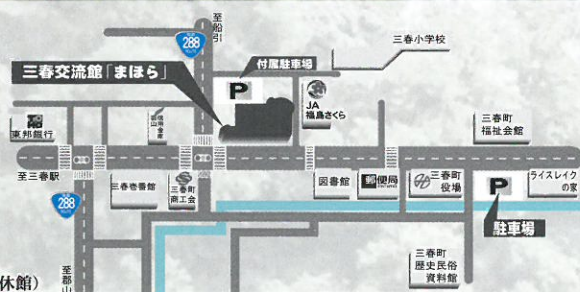 至船引
288
三春小学校
三春交流館「まほら」
付属駐車場
P
JA
福島さくら
東邦銀行
三春町
福祉会館
至三春駅
三春壱番館
三春町
商工会
図書館
郵便局
三春町
役場
P
ライスレイク
の家
288
駐車場
至郡山
三春町
歴史民俗
資料館
休館)